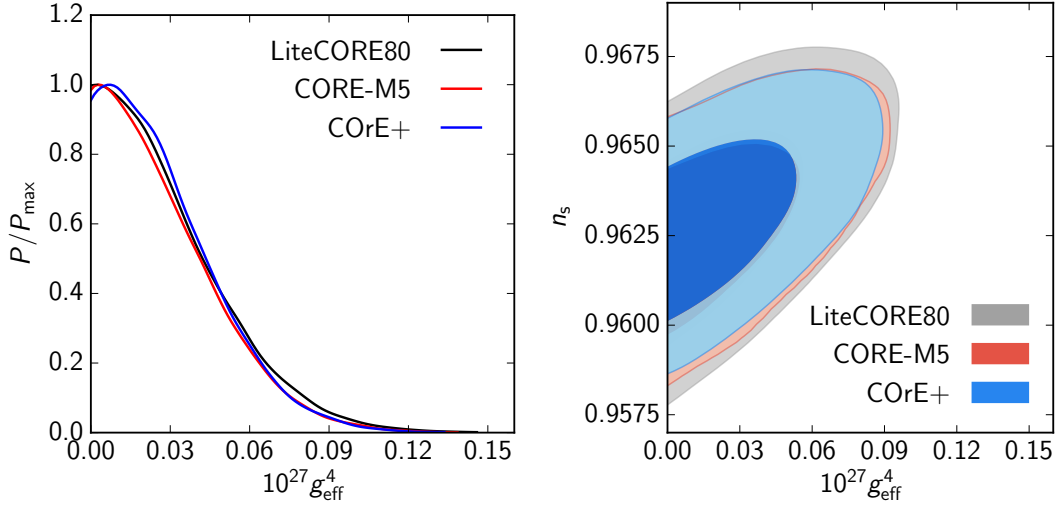 1.2
1.0
0.8
0.6
0.4
0.2
0.0
P/P_max
LiteCORE80
CORE-M5
COrE+
0.00 0.03 0.06 0.09 0.12 0.15
10^27 g_eff^4
0.9675
0.9650
0.9625
0.9600
0.9575
n_s
LiteCORE80
CORE-M5
COrE+
0.00 0.03 0.06 0.09 0.12 0.15
10^27 g_eff^4